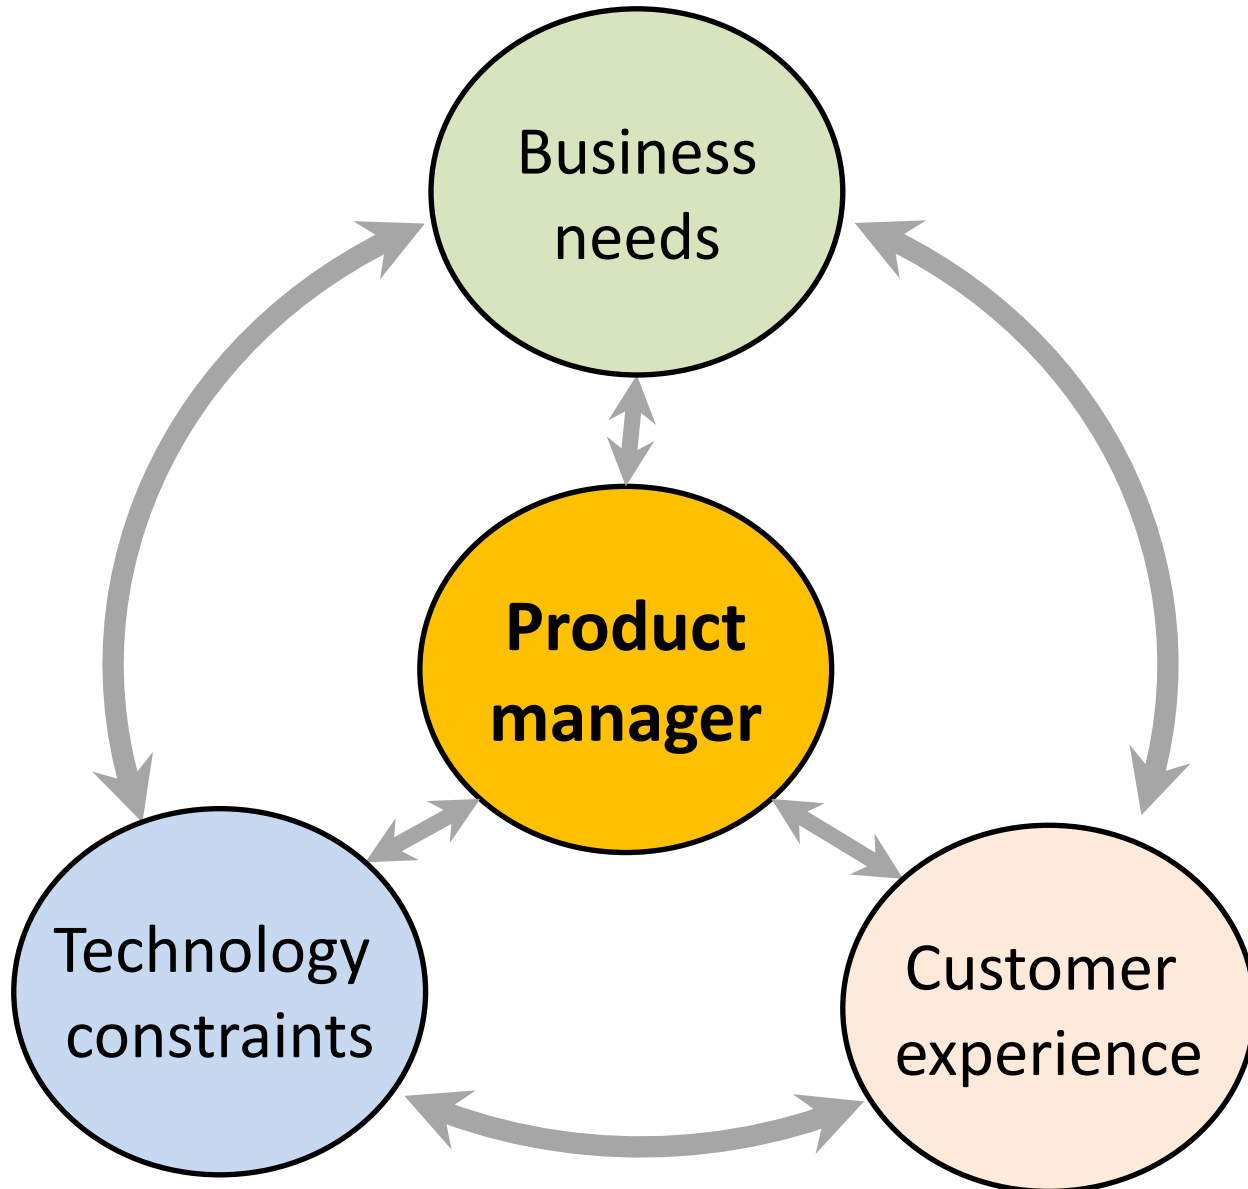 Business
needs
Product
manager
Technology
constraints
Customer
experience